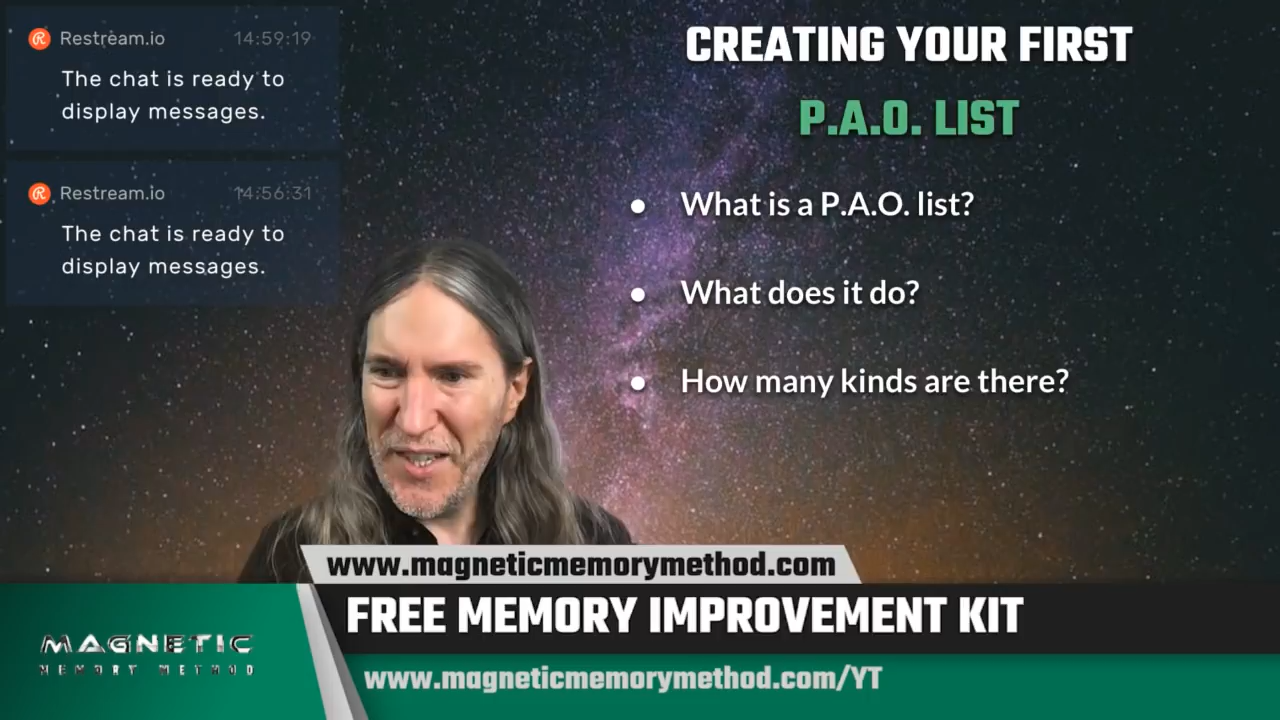 Restream.io 14:59:19
The chat is ready to
display messages.
Restream.io 14:56:31
The chat is ready to
display messages.
CREATING YOUR FIRST
P.A.O. LIST
• What is a P.A.O. list?
• What does it do?
• How many kinds are there?
www.magneticmemorymethod.com
FREE MEMORY IMPROVEMENT KIT
MAGNETIC
MEMORY METHOD
www.magneticmemorymethod.com/YT